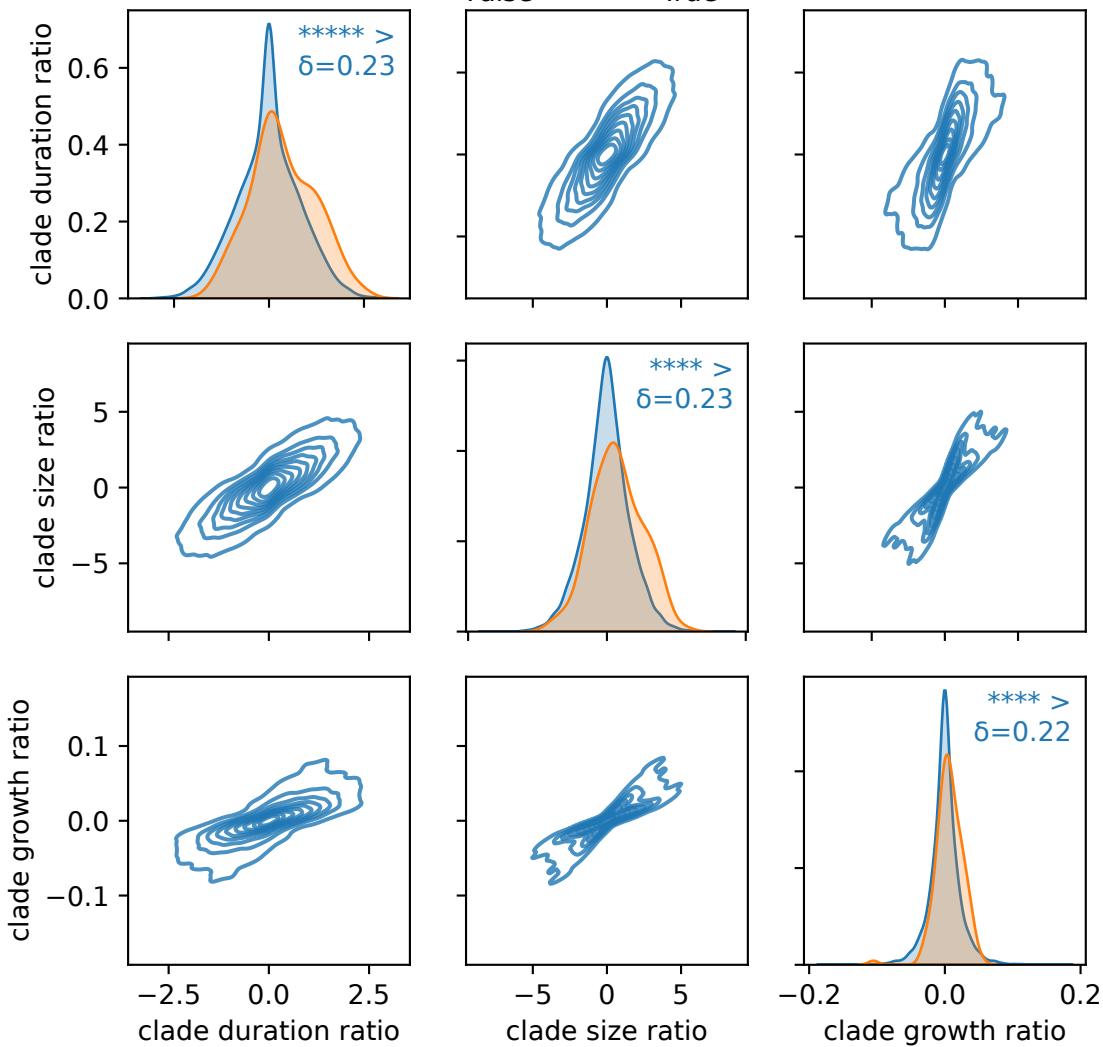 clade duration ratio
0.6
0.4
0.2
0.0
***** >
δ=0.23
clade size ratio
5
0
−5
**** >
δ=0.23
clade growth ratio
0.1
0.0
−0.1
**** >
δ=0.22
−2.5 0.0 2.5
clade duration ratio
−5 0 5
clade size ratio
−0.2 0.0 0.2
clade growth ratio